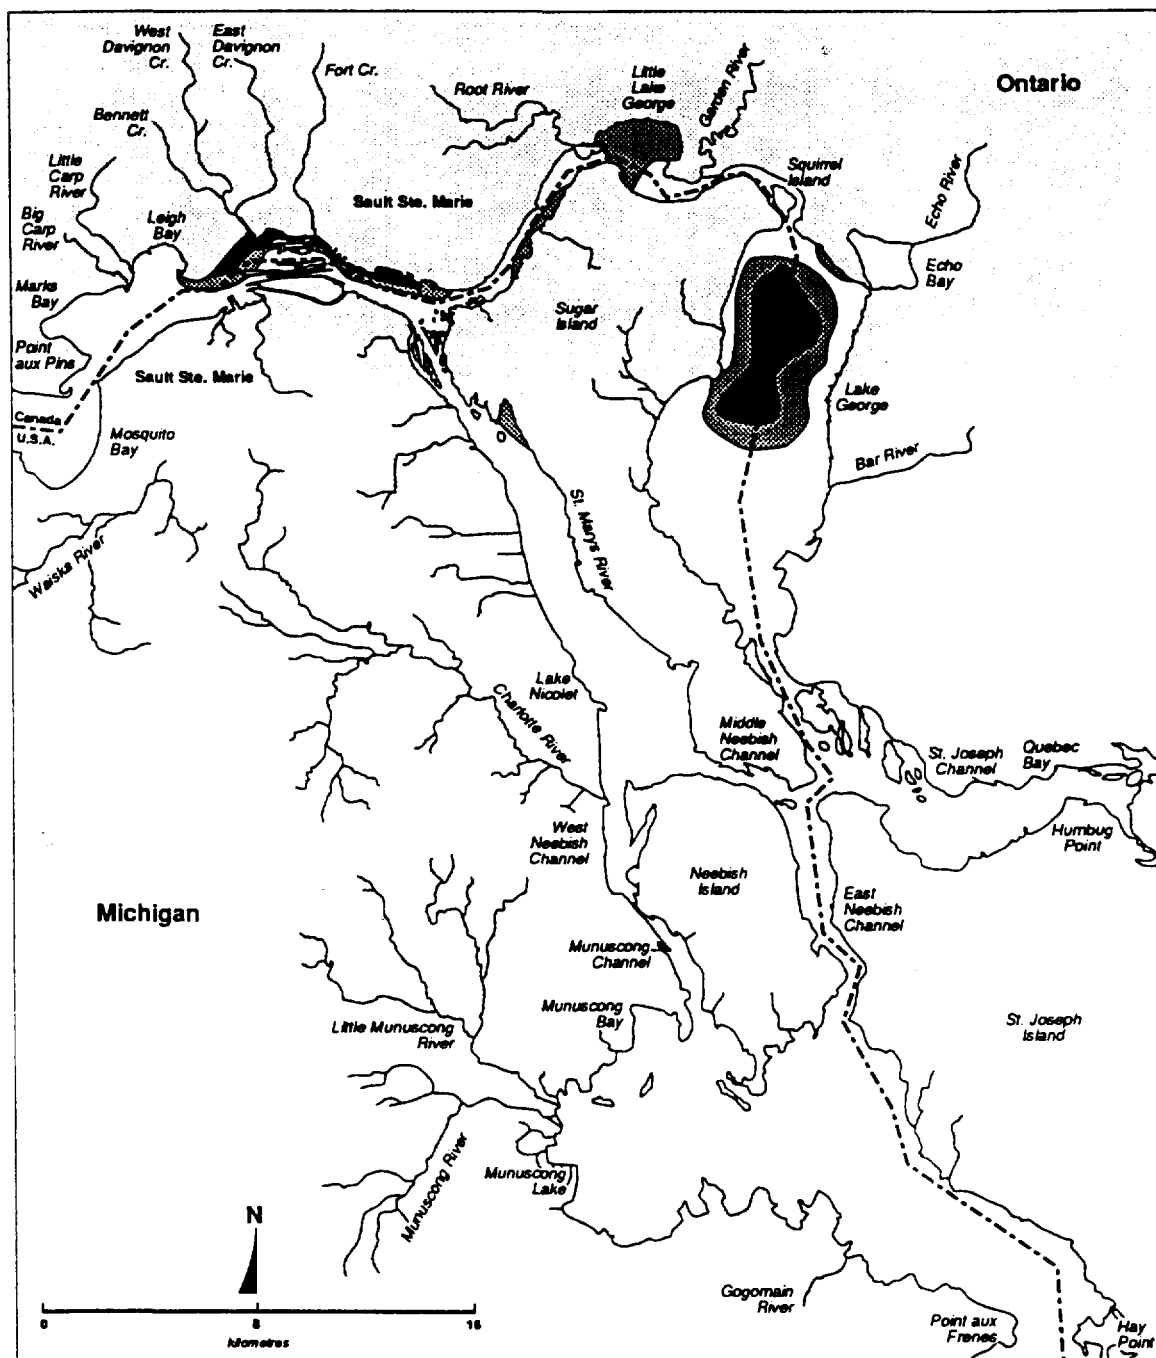 West
Davignon
Cr.
East
Davignon
Cr.
Fort Cr.
Root River
Little
Lake
George
Garden River
Ontario
Bennett
Cr.
Little
Carp
River
Big
Carp
River
Leigh
Bay
Sault Ste. Marie
Squirrel
Island
Echo River
Echo
Bay
Marks
Bay
Sugar
Island
Point
aux Pins
Sault Ste. Marie
Lake
George
Canada
U.S.A.
Mosquito
Bay
Bar River
St. Marys River
Waiska River
Lake
Nicolet
Charlotte River
Middle
Neebish
Channel
St. Joseph
Channel
Quebec
Bay
West
Neebish
Channel
Humbug
Point
Neebish
Island
East
Neebish
Channel
Michigan
Munuscong
Channel
Munuscong
Bay
Little Munuscong
River
St. Joseph
Island
Munuscong River
Munuscong
Lake
N
Gogomain
River
Point aux
Frenes
Hay
Point
0 8 16
kilometres